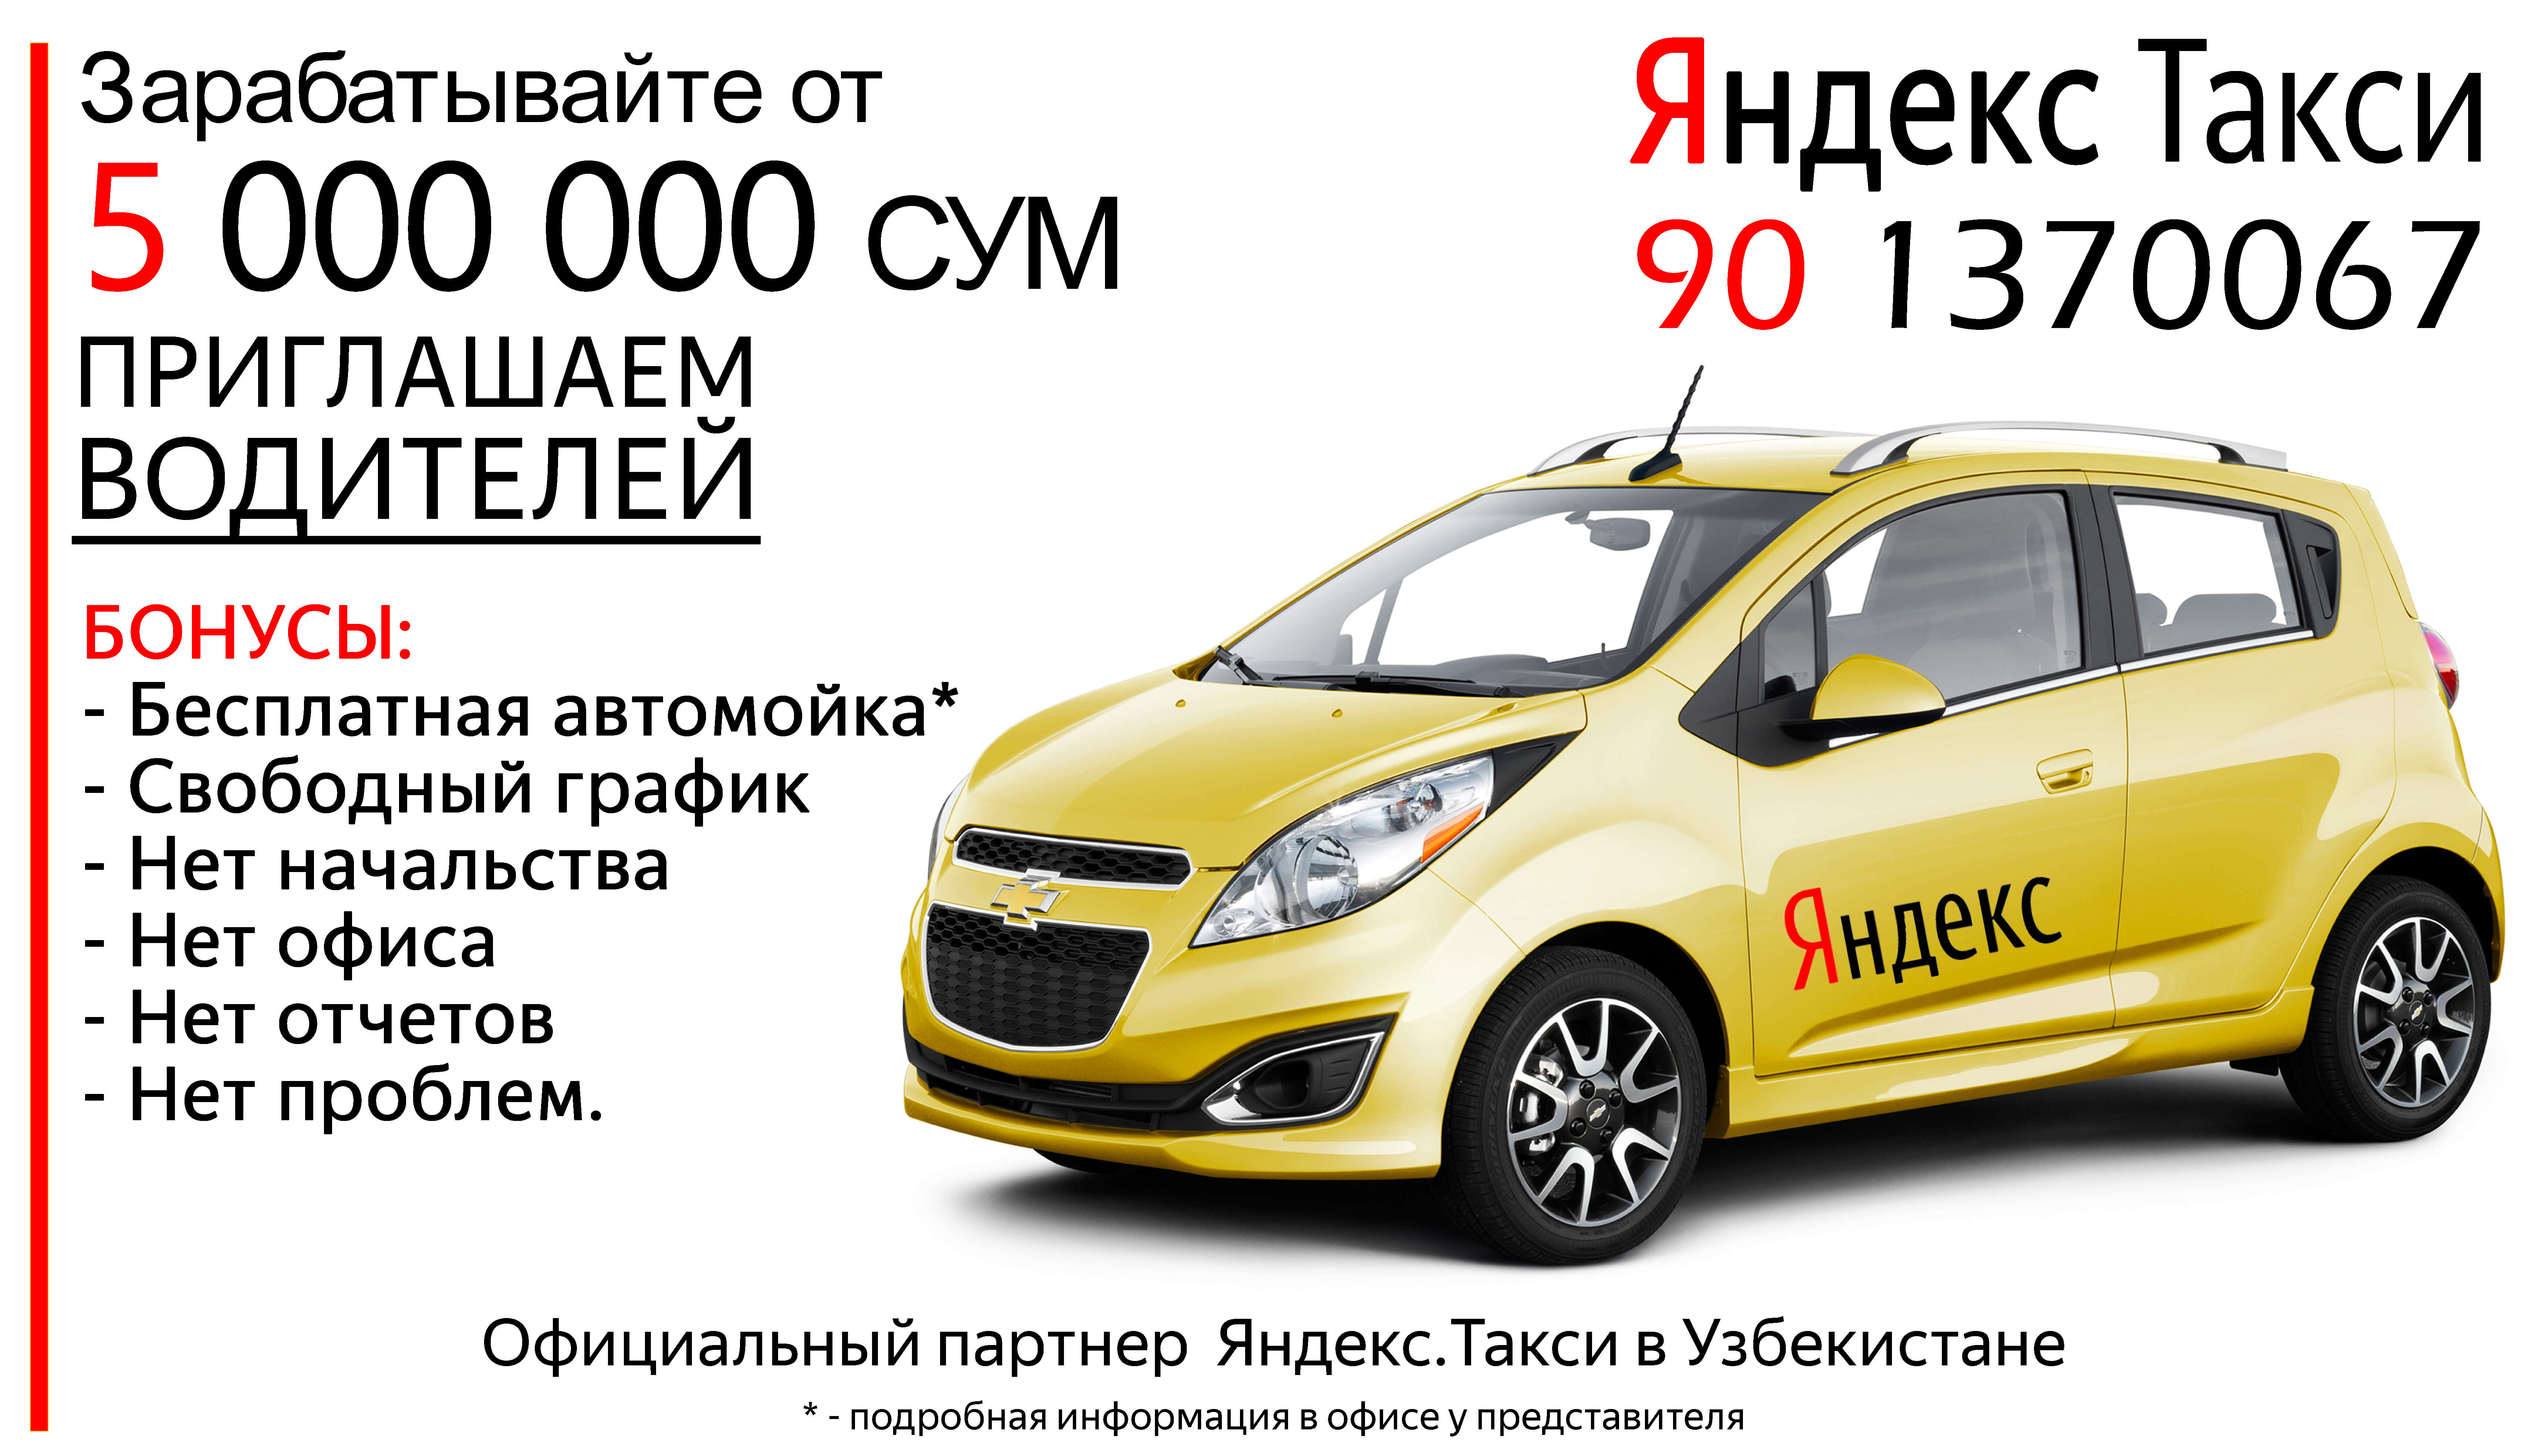 Зарабатывайте от
5 000 000 СУМ
ПРИГЛАШАЕМ
ВОДИТЕЛЕЙ
БОНУСЫ:
- Бесплатная автомойка*
- Свободный график
- Нет начальства
- Нет офиса
- Нет отчетов
- Нет проблем.
Яндекс Такси
90 1370067
Яндекс
Официальный партнер Яндекс.Такси в Узбекистане
* - подробная информация в офисе у представителя